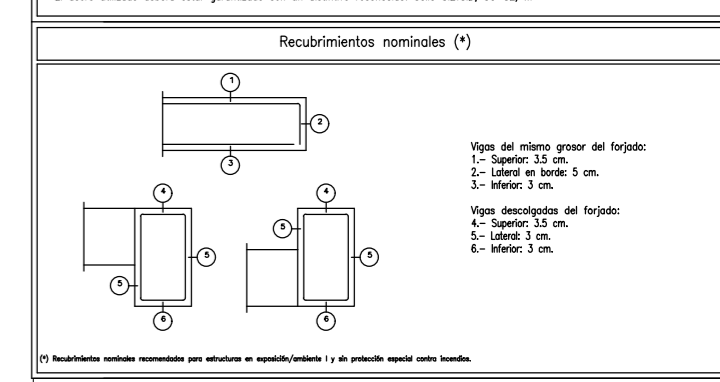 Recubrimientos nominales (*)
1
2
3
Vigas del mismo grosor del forjado:
1.- Superior: 3.5 cm.
2.- Lateral en borde: 5 cm.
3.- Inferior: 3 cm.
Vigas descolgadas del forjado:
4.- Superior: 3.5 cm.
5.- Lateral: 3 cm.
6.- Inferior: 3 cm.
4
5
5
6
4
5
5
6
(*) Recubrimientos nominales recomendados para estructuras en exposición/ambiente I y sin protección especial contra incendios.